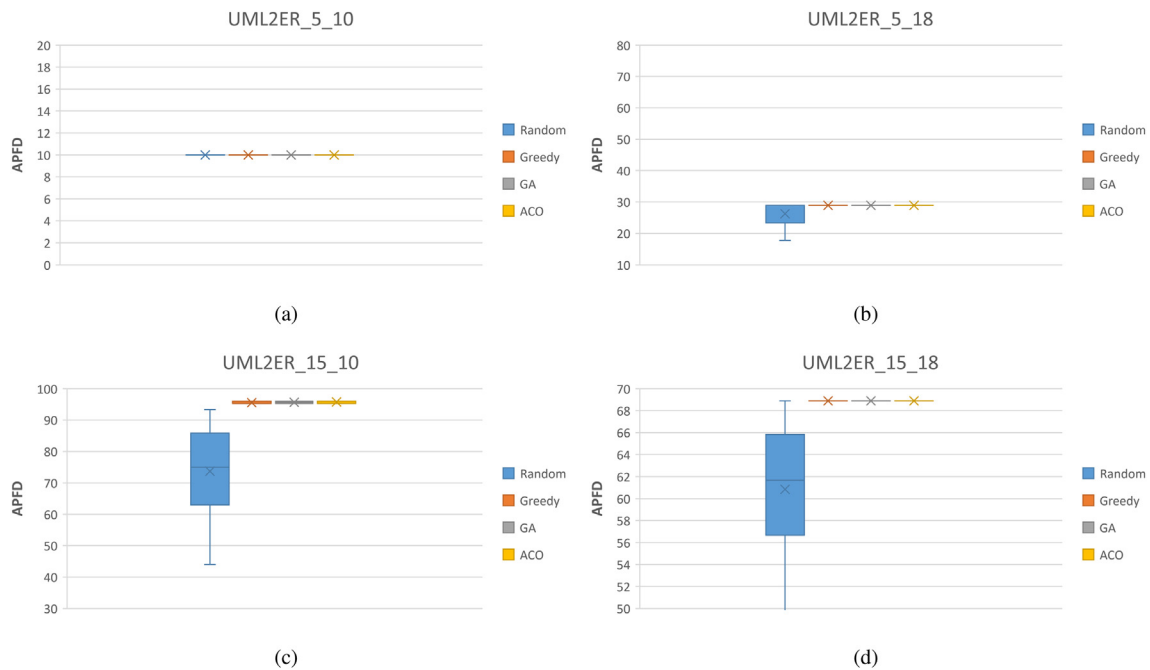 UML2ER_5_10
20
18
16
14
12
10
8
6
4
2
0
APFD
Random
Greedy
GA
ACO
(a)
UML2ER_5_18
80
70
60
50
40
30
20
10
APFD
Random
Greedy
GA
ACO
(b)
UML2ER_15_10
100
90
80
70
60
50
40
30
APFD
Random
Greedy
GA
ACO
(c)
UML2ER_15_18
70
68
66
64
62
60
58
56
54
52
50
APFD
Random
Greedy
GA
ACO
(d)